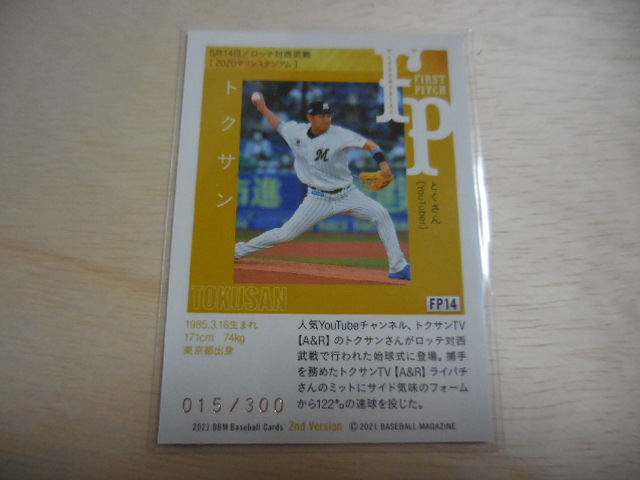 5月14日/ロッテ対西武戦
[ZOZOマリンスタジアム]
fP
FIRST
PITCH
トクサン
とくさん
[YouTuber]
M
TOKUSAN
FP14
1985.3.18生まれ
171cm 74kg
東京都出身
人気YouTubeチャンネル、トクサンTV
【A&R】のトクサンさんがロッテ対西
武戦で行われた始球式に登場。捕手
を務めたトクサンTV【A&R】ライパチ
さんのミットにサイド気味のフォーム
から122㌔の速球を投じた。
015/300
2021 BBM Baseball Cards 2nd Version ©2021 BASEBALL MAGAZINE